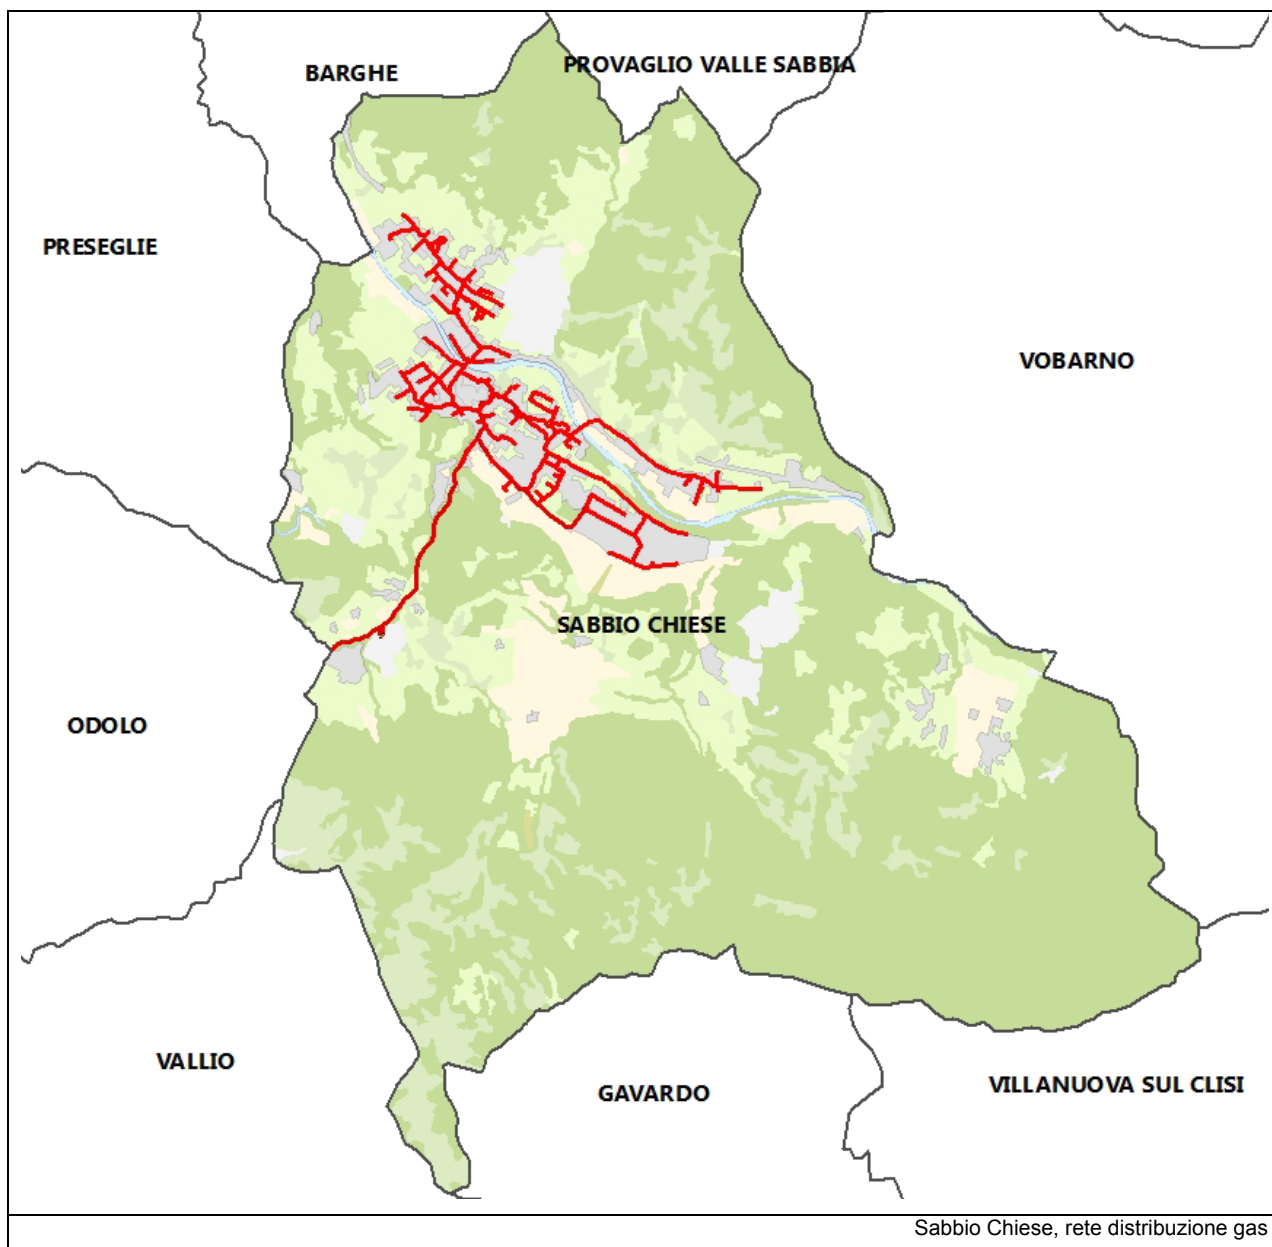 PROVAGLIO VALLE SABBIA
BARGHE
PRESEGLIE
VOBARNO
SABBIO CHIESE
ODOLO
VALLIO
GAVARDO
VILLANUOVA SUL CLISI
Sabbio Chiese, rete distribuzione gas